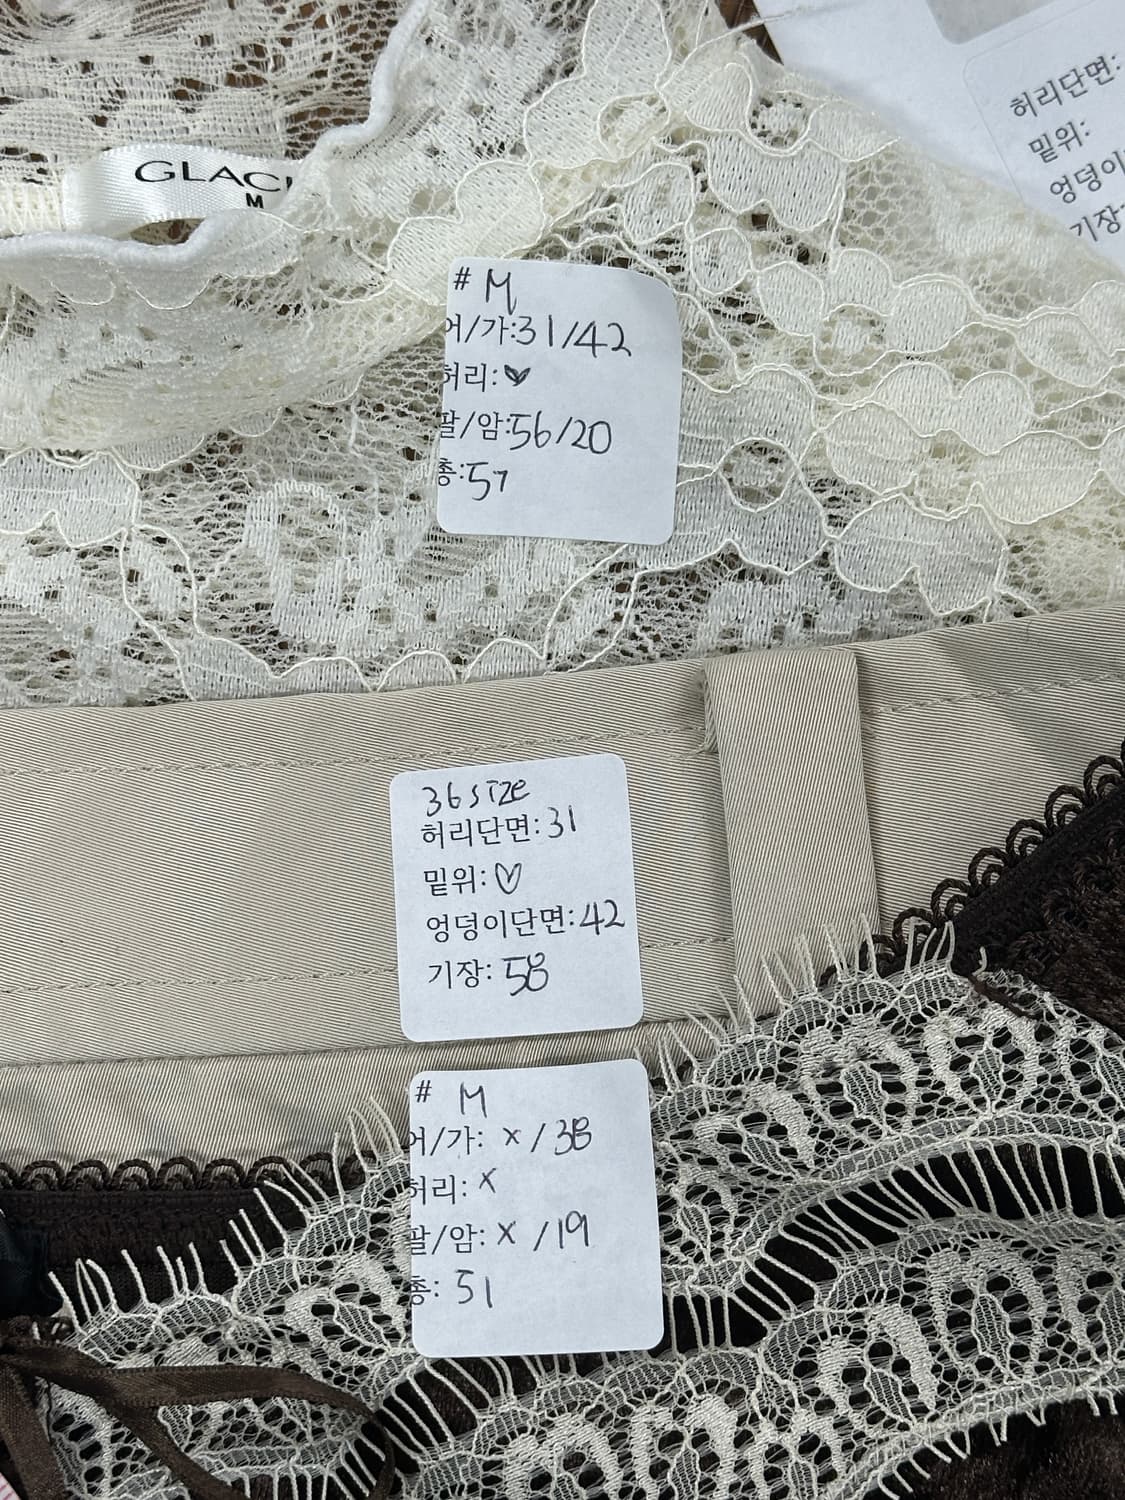 허리단면:
밑위:
엉덩이
기장
GLAC
M
# M
어/가:31/42
허리:♥
팔/암:56/20
총:57
36size
허리단면:31
밑위:♡
엉덩이단면:42
기장: 58
# M
어/가: x/38
허리: x
팔/암: x/19
총: 51